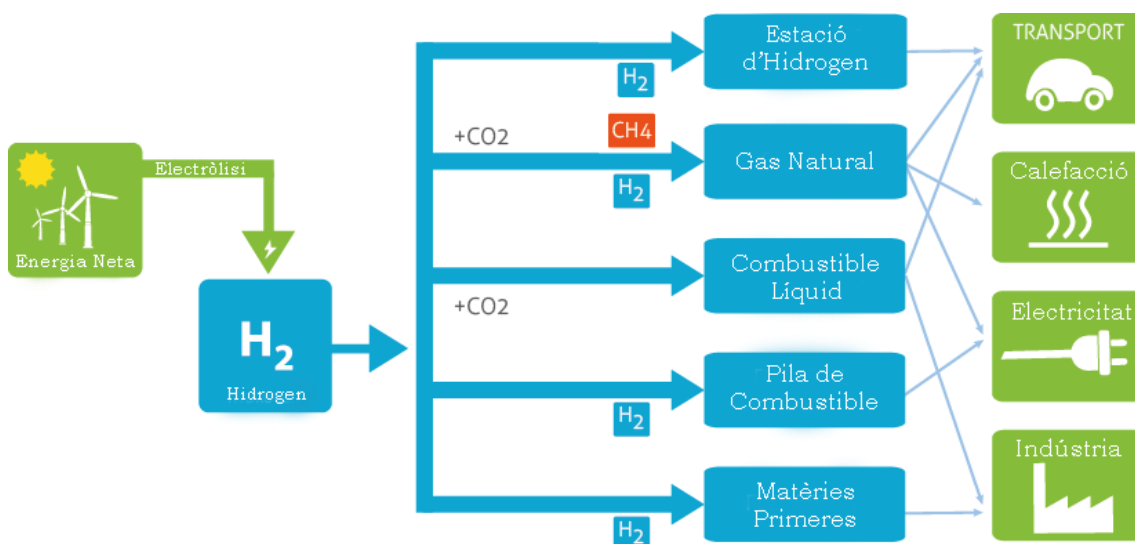 Energia Neta
Electròlisi
H2
Hidrogen
H2
+CO2
CH4
H2
+CO2
H2
H2
Estació
d'Hidrogen
Gas Natural
Combustible
Líquid
Pila de
Combustible
Matèries
Primeres
TRANSPORT
Calefacció
Electricitat
Indústria